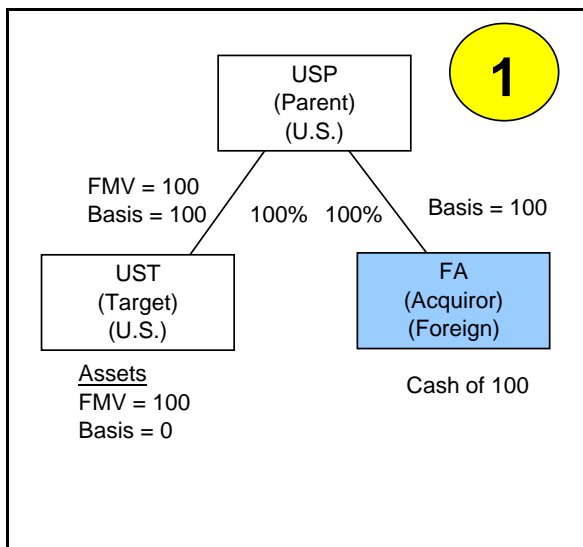 1
USP
(Parent)
(U.S.)
FMV = 100
Basis = 100
100%
100%
Basis = 100
UST
(Target)
(U.S.)
FA
(Acquiror)
(Foreign)
Assets
FMV = 100
Basis = 0
Cash of 100